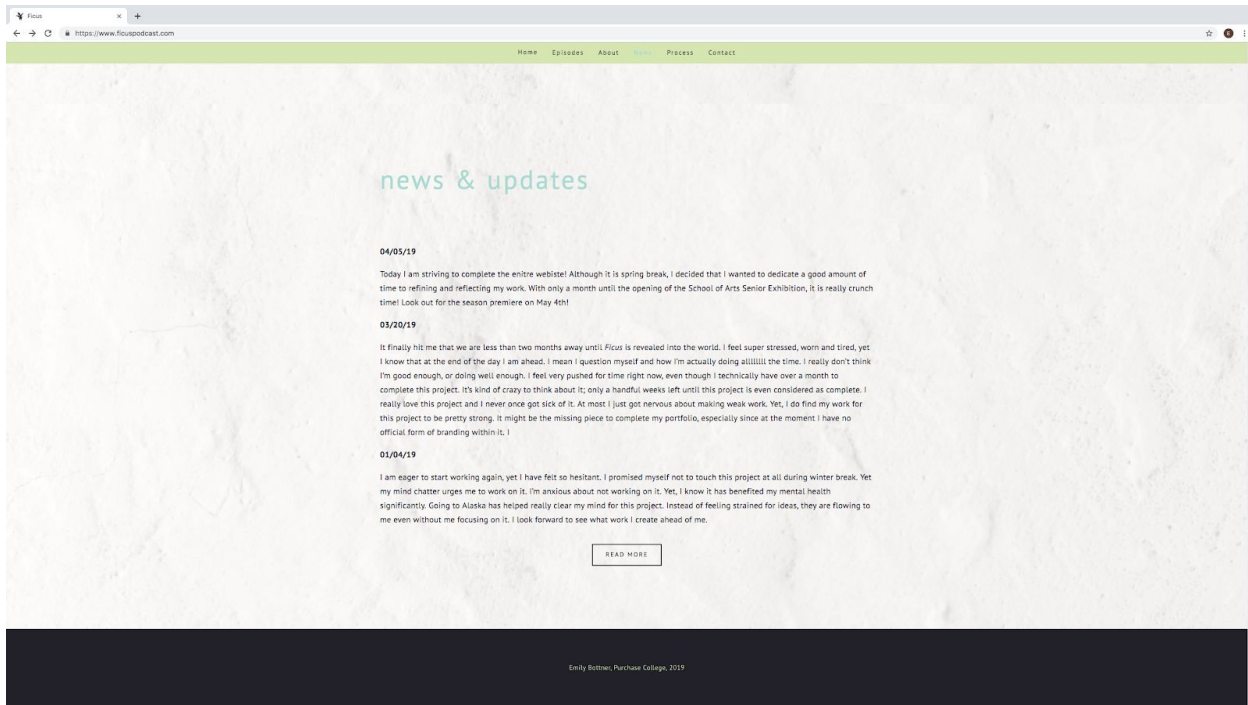 Ficus
https://www.ficuspodcast.com
E
Home Episodes About News Process Contact
news & updates
04/05/19
Today I am striving to complete the enitre webiste! Although it is spring break, I decided that I wanted to dedicate a good amount of
time to refining and reflecting my work. With only a month until the opening of the School of Arts Senior Exhibition, it is really crunch
time! Look out for the season premiere on May 4th!
03/20/19
It finally hit me that we are less than two months away until Ficus is revealed into the world. I feel super stressed, worn and tired, yet
I know that at the end of the day I am ahead. I mean I question myself and how I'm actually doing allllllll the time. I really don't think
I'm good enough, or doing well enough. I feel very pushed for time right now, even though I technically have over a month to
complete this project. It's kind of crazy to think about it; only a handful weeks left until this project is even considered as complete. I
really love this project and I never once got sick of it. At most I just got nervous about making weak work. Yet, I do find my work for
this project to be pretty strong. It might be the missing piece to complete my portfolio, especially since at the moment I have no
official form of branding within it. I
01/04/19
I am eager to start working again, yet I have felt so hesitant. I promised myself not to touch this project at all during winter break. Yet
my mind chatter urges me to work on it. I'm anxious about not working on it. Yet, I know it has benefited my mental health
significantly. Going to Alaska has helped really clear my mind for this project. Instead of feeling strained for ideas, they are flowing to
me even without me focusing on it. I look forward to see what work I create ahead of me.
READ MORE
Emily Bottner, Purchase College, 2019